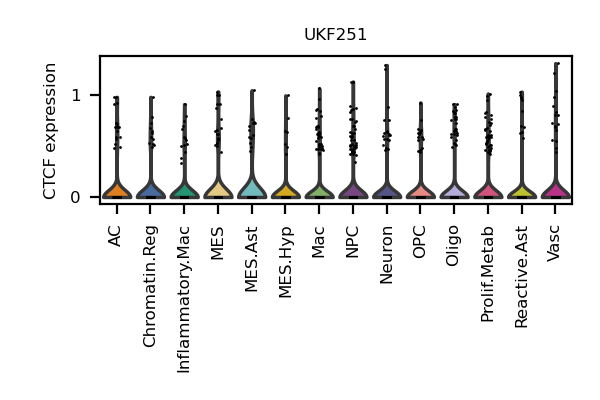 UKF251
CTCF expression
1
0
AC
Chromatin.Reg
Inflammatory.Mac
MES
MES.Ast
MES.Hyp
Mac
NPC
Neuron
OPC
Oligo
Prolif.Metab
Reactive.Ast
Vasc